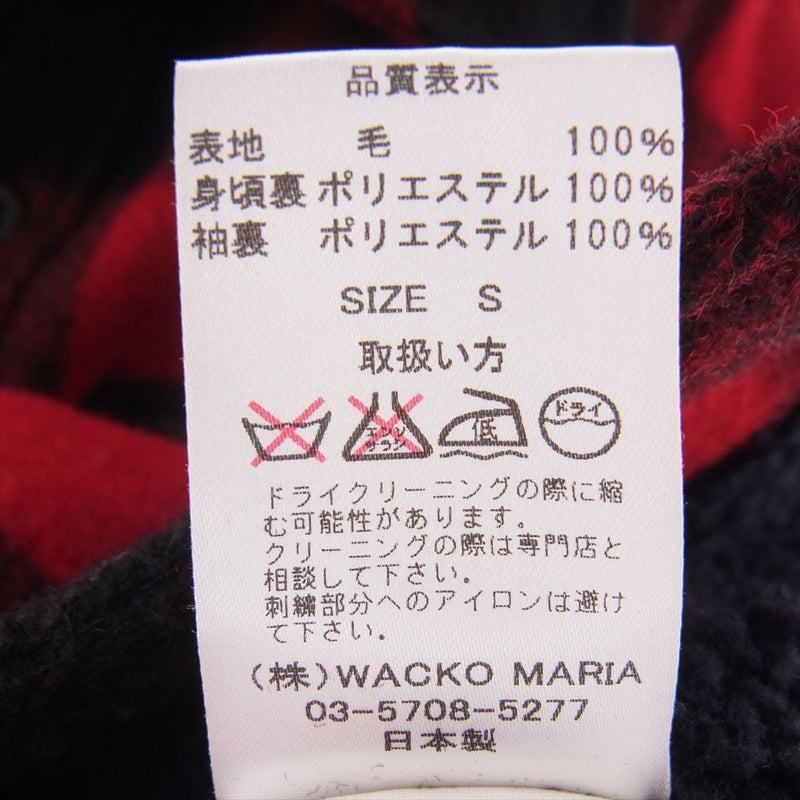 品質表示
表地 毛 100%
身頃裏 ポリエステル 100%
袖裏 ポリエステル 100%
SIZE S
取扱い方
エンソ サラシ 低 ドライ
ドライクリーニングの際に縮
む可能性があります。
クリーニングの際は専門店と
相談して下さい。
刺繍部分へのアイロンは避け
て下さい。
(株)WACKO MARIA
03-5708-5277
日本製